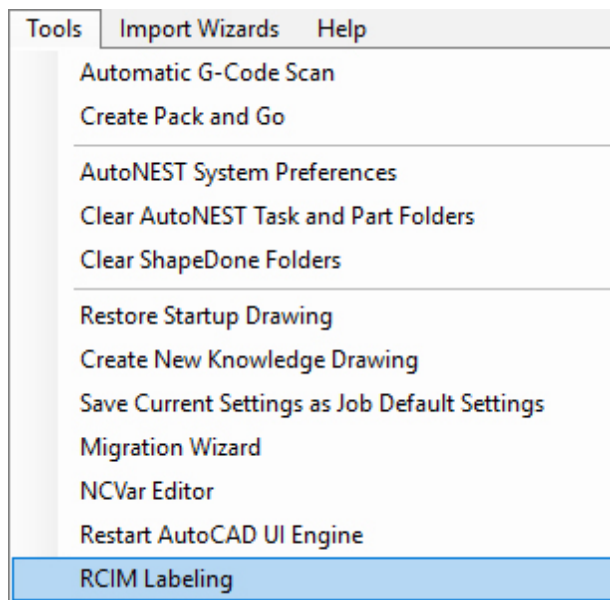 Tools Import Wizards Help
Automatic G-Code Scan
Create Pack and Go
AutoNEST System Preferences
Clear AutoNEST Task and Part Folders
Clear ShapeDone Folders
Restore Startup Drawing
Create New Knowledge Drawing
Save Current Settings as Job Default Settings
Migration Wizard
NCVar Editor
Restart AutoCAD UI Engine
RCIM Labeling